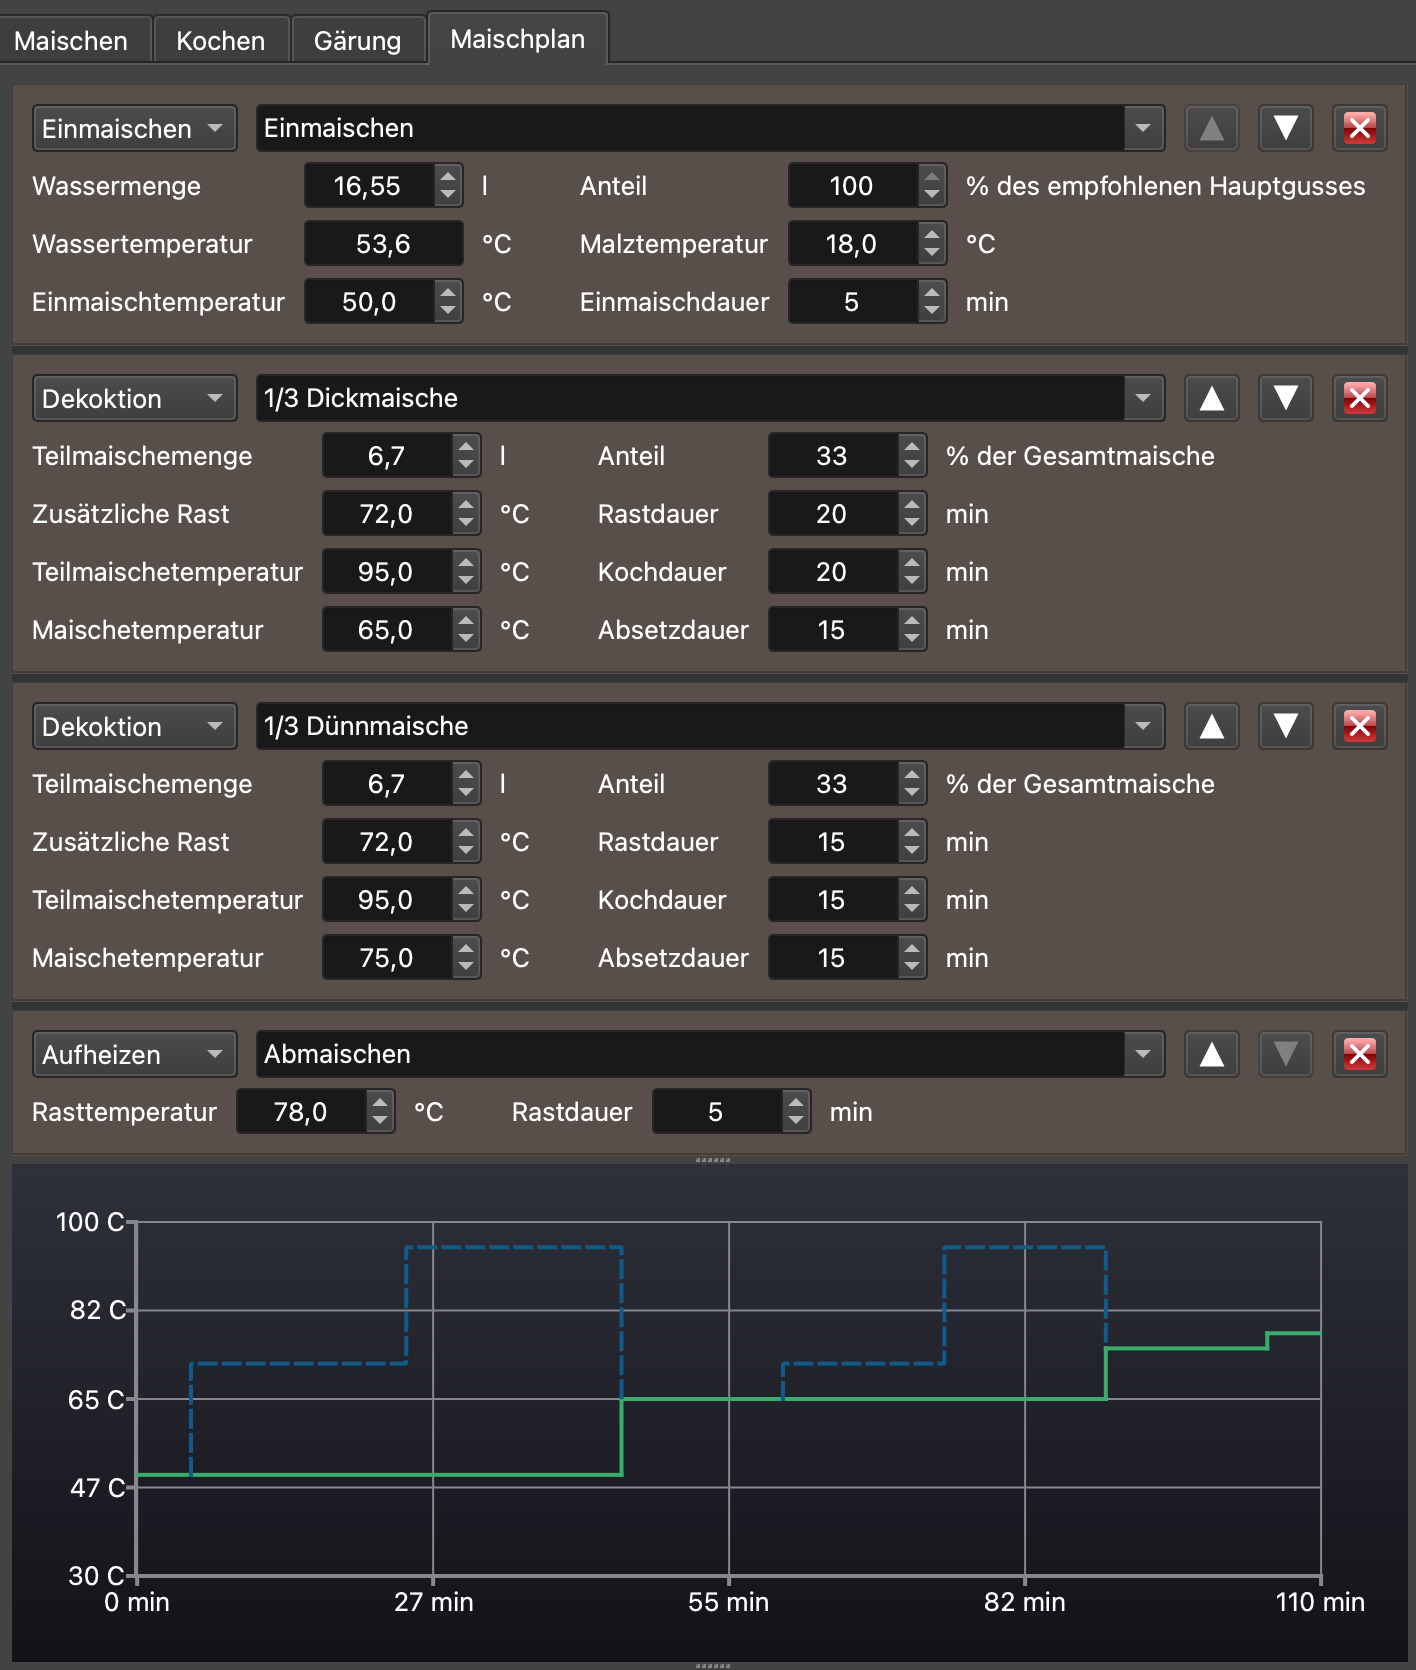 Maischen Kochen Gärung Maischplan
Einmaischen Einmaischen
Wassermenge 16,55 l Anteil 100 % des empfohlenen Hauptgusses
Wassertemperatur 53,6 °C Malztemperatur 18,0 °C
Einmaischtemperatur 50,0 °C Einmaischdauer 5 min
Dekoktion 1/3 Dickmaische
Teilmaischemenge 6,7 l Anteil 33 % der Gesamtmaische
Zusätzliche Rast 72,0 °C Rastdauer 20 min
Teilmaischetemperatur 95,0 °C Kochdauer 20 min
Maischetemperatur 65,0 °C Absetzdauer 15 min
Dekoktion 1/3 Dünnmaische
Teilmaischemenge 6,7 l Anteil 33 % der Gesamtmaische
Zusätzliche Rast 72,0 °C Rastdauer 15 min
Teilmaischetemperatur 95,0 °C Kochdauer 15 min
Maischetemperatur 75,0 °C Absetzdauer 15 min
Aufheizen Abmaischen
Rasttemperatur 78,0 °C Rastdauer 5 min
100 C
82 C
65 C
47 C
30 C
0 min 27 min 55 min 82 min 110 min